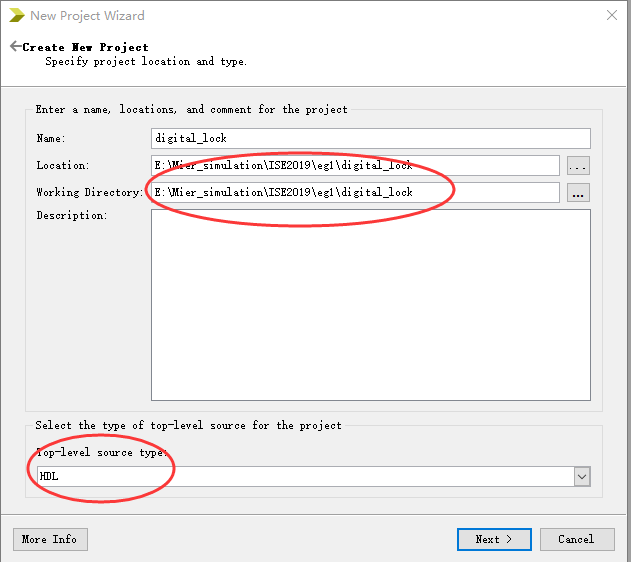 New Project Wizard
Create New Project
Specify project location and type.
Enter a name, locations, and comment for the project
Name: digital_lock
Location: E:\Mier_simulation\ISE2019\eg1\digital_lock ...
Working Directory: E:\Mier_simulation\ISE2019\eg1\digital_lock ...
Description:
Select the type of top-level source for the project
Top-level source type:
HDL
More Info Next > Cancel